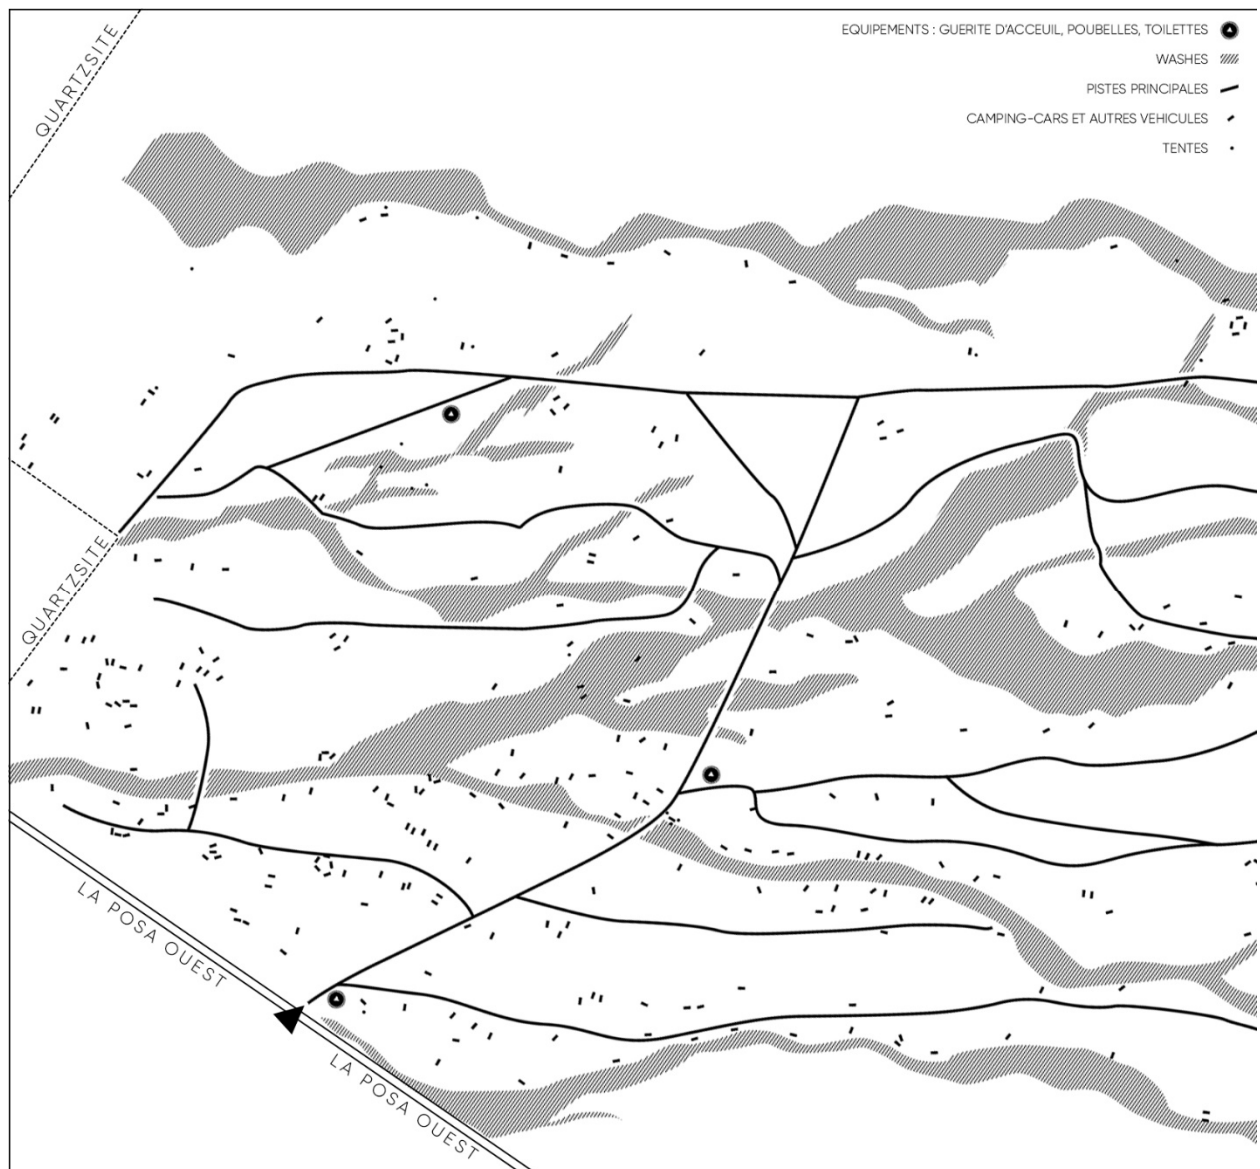 QUARTZSITE
EQUIPEMENTS : GUERITE D'ACCEUIL, POUBELLES, TOILETTES
WASHES
PISTES PRINCIPALES
CAMPING-CARS ET AUTRES VEHICULES
TENTES
QUARTZSITE
LA POSA OUEST
LA POSA OUEST